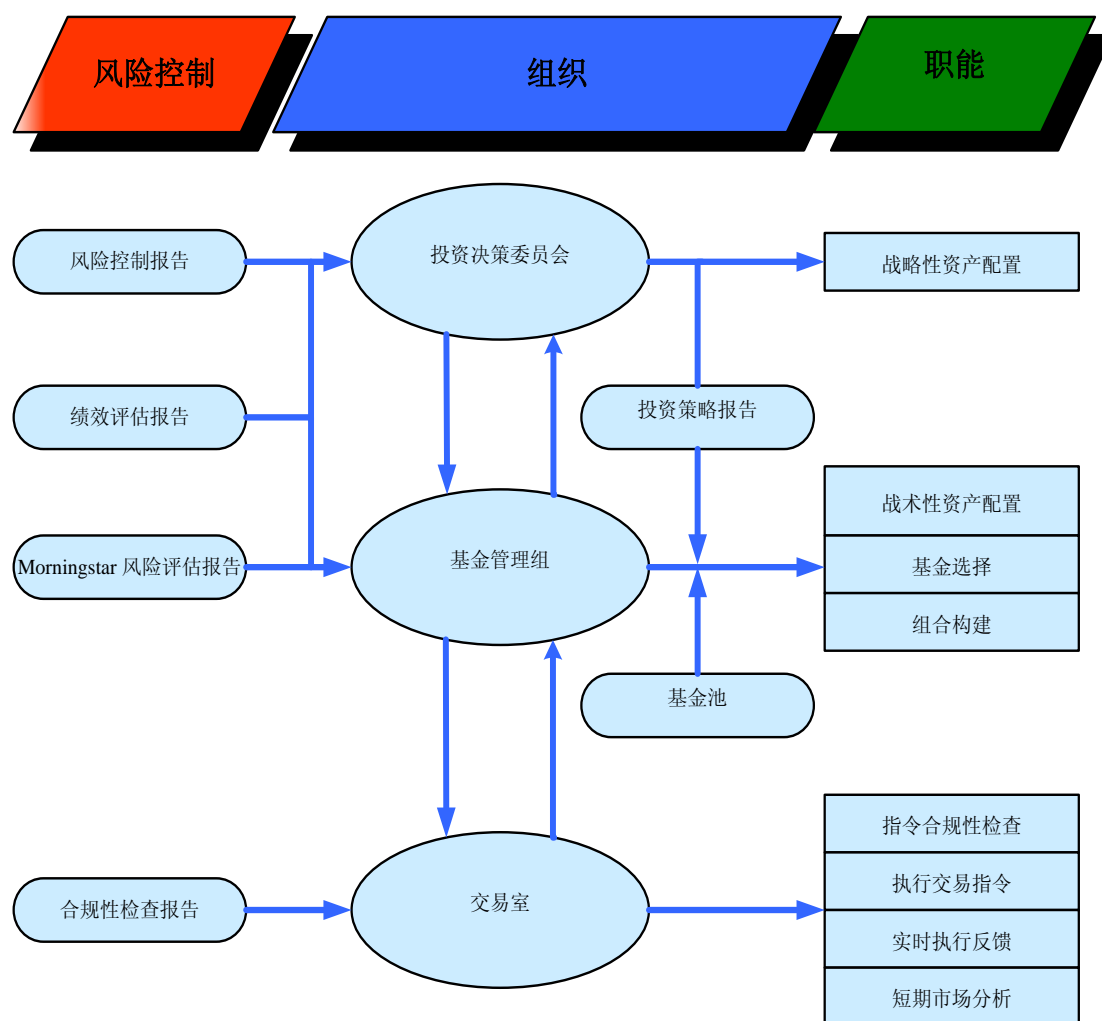 风险控制
组织
职能
风险控制报告
投资决策委员会
战略性资产配置
绩效评估报告
投资策略报告
战术性资产配置
Morningstar 风险评估报告
基金管理组
基金选择
组合构建
基金池
指令合规性检查
合规性检查报告
交易室
执行交易指令
实时执行反馈
短期市场分析